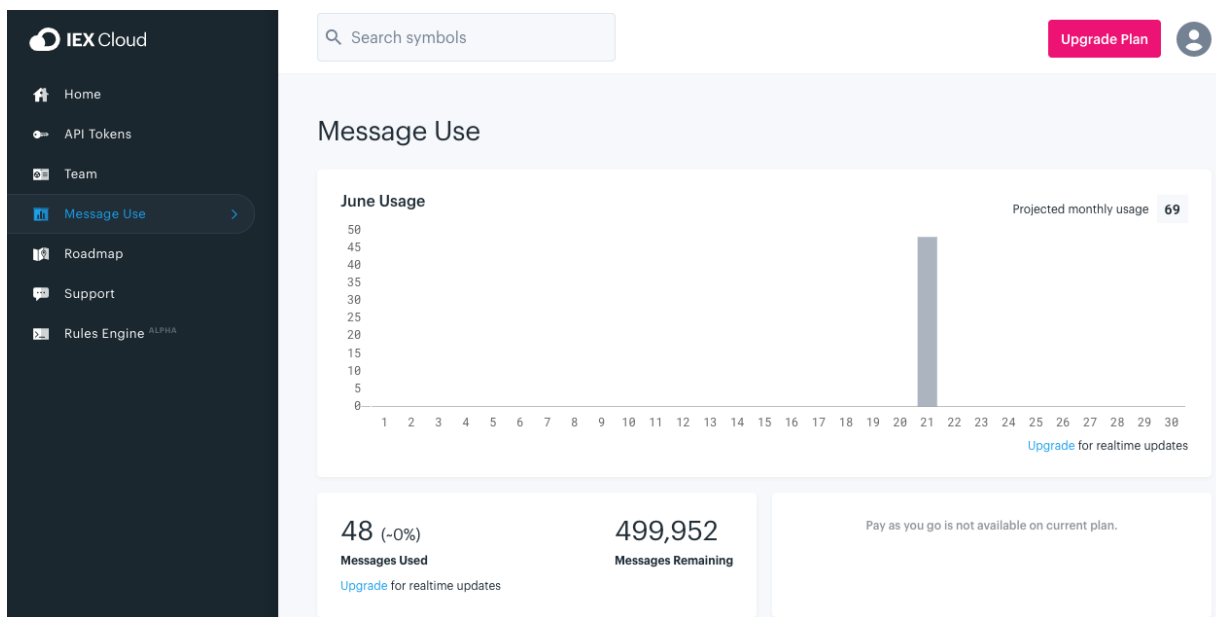 IEX Cloud
Search symbols
Upgrade Plan
Home
API Tokens
Team
Message Use
Roadmap
Support
Rules Engine ALPHA
Message Use
June Usage
Projected monthly usage 69
50
45
40
35
30
25
20
15
10
5
0
1 2 3 4 5 6 7 8 9 10 11 12 13 14 15 16 17 18 19 20 21 22 23 24 25 26 27 28 29 30
Upgrade for realtime updates
48 (~0%)
Messages Used
Upgrade for realtime updates
499,952
Messages Remaining
Pay as you go is not available on current plan.